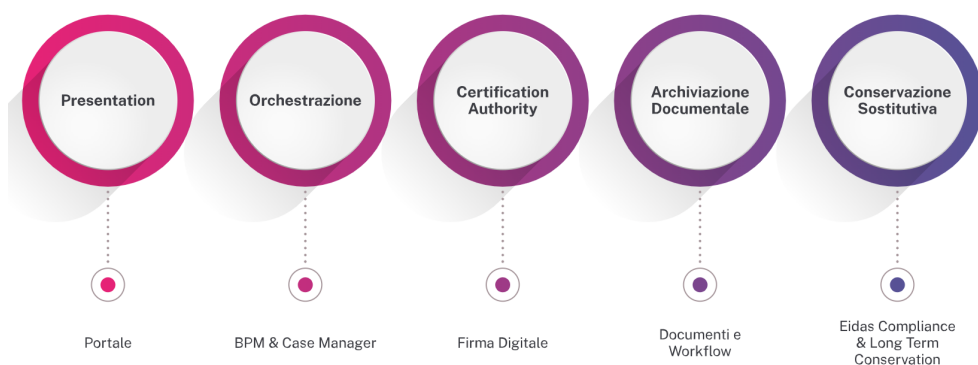 Presentation
Orchestrazione
Certification
Authority
Archiviazione
Documentale
Conservazione
Sostitutiva
Portale
BPM & Case Manager
Firma Digitale
Documenti e
Workflow
Eidas Compliance
& Long Term
Conservation